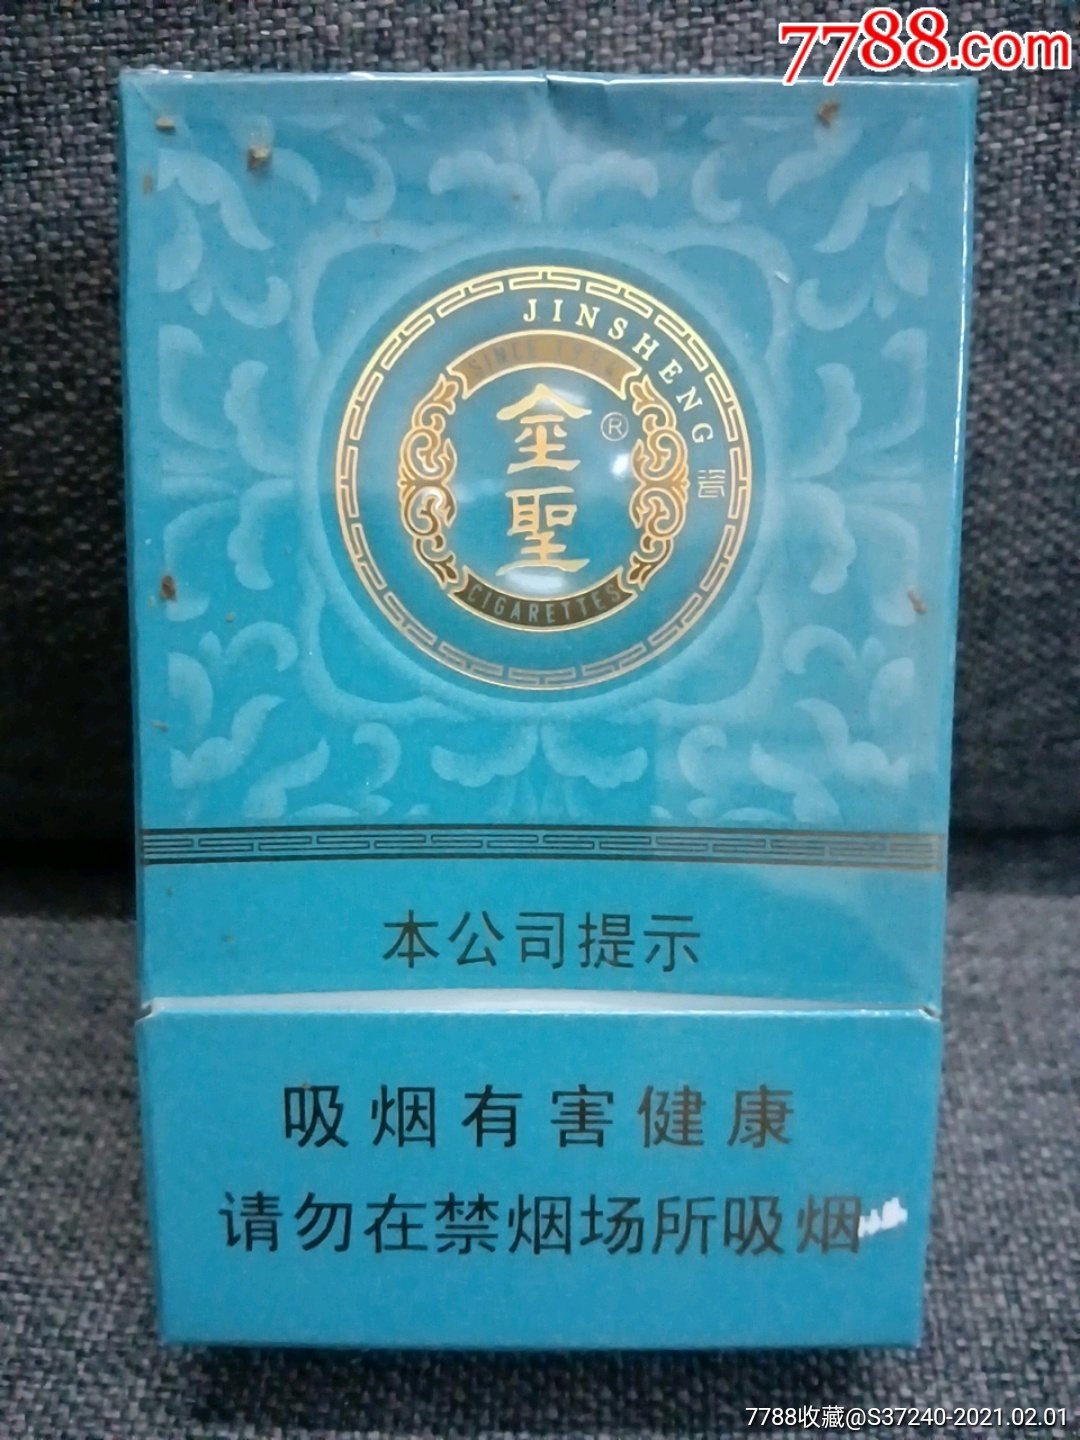 7788.com
JINSHENG 瓷
金聖®
CIGARETTES
本公司提示
吸烟有害健康
请勿在禁烟场所吸烟
7788收藏@S37240-2021.02.01